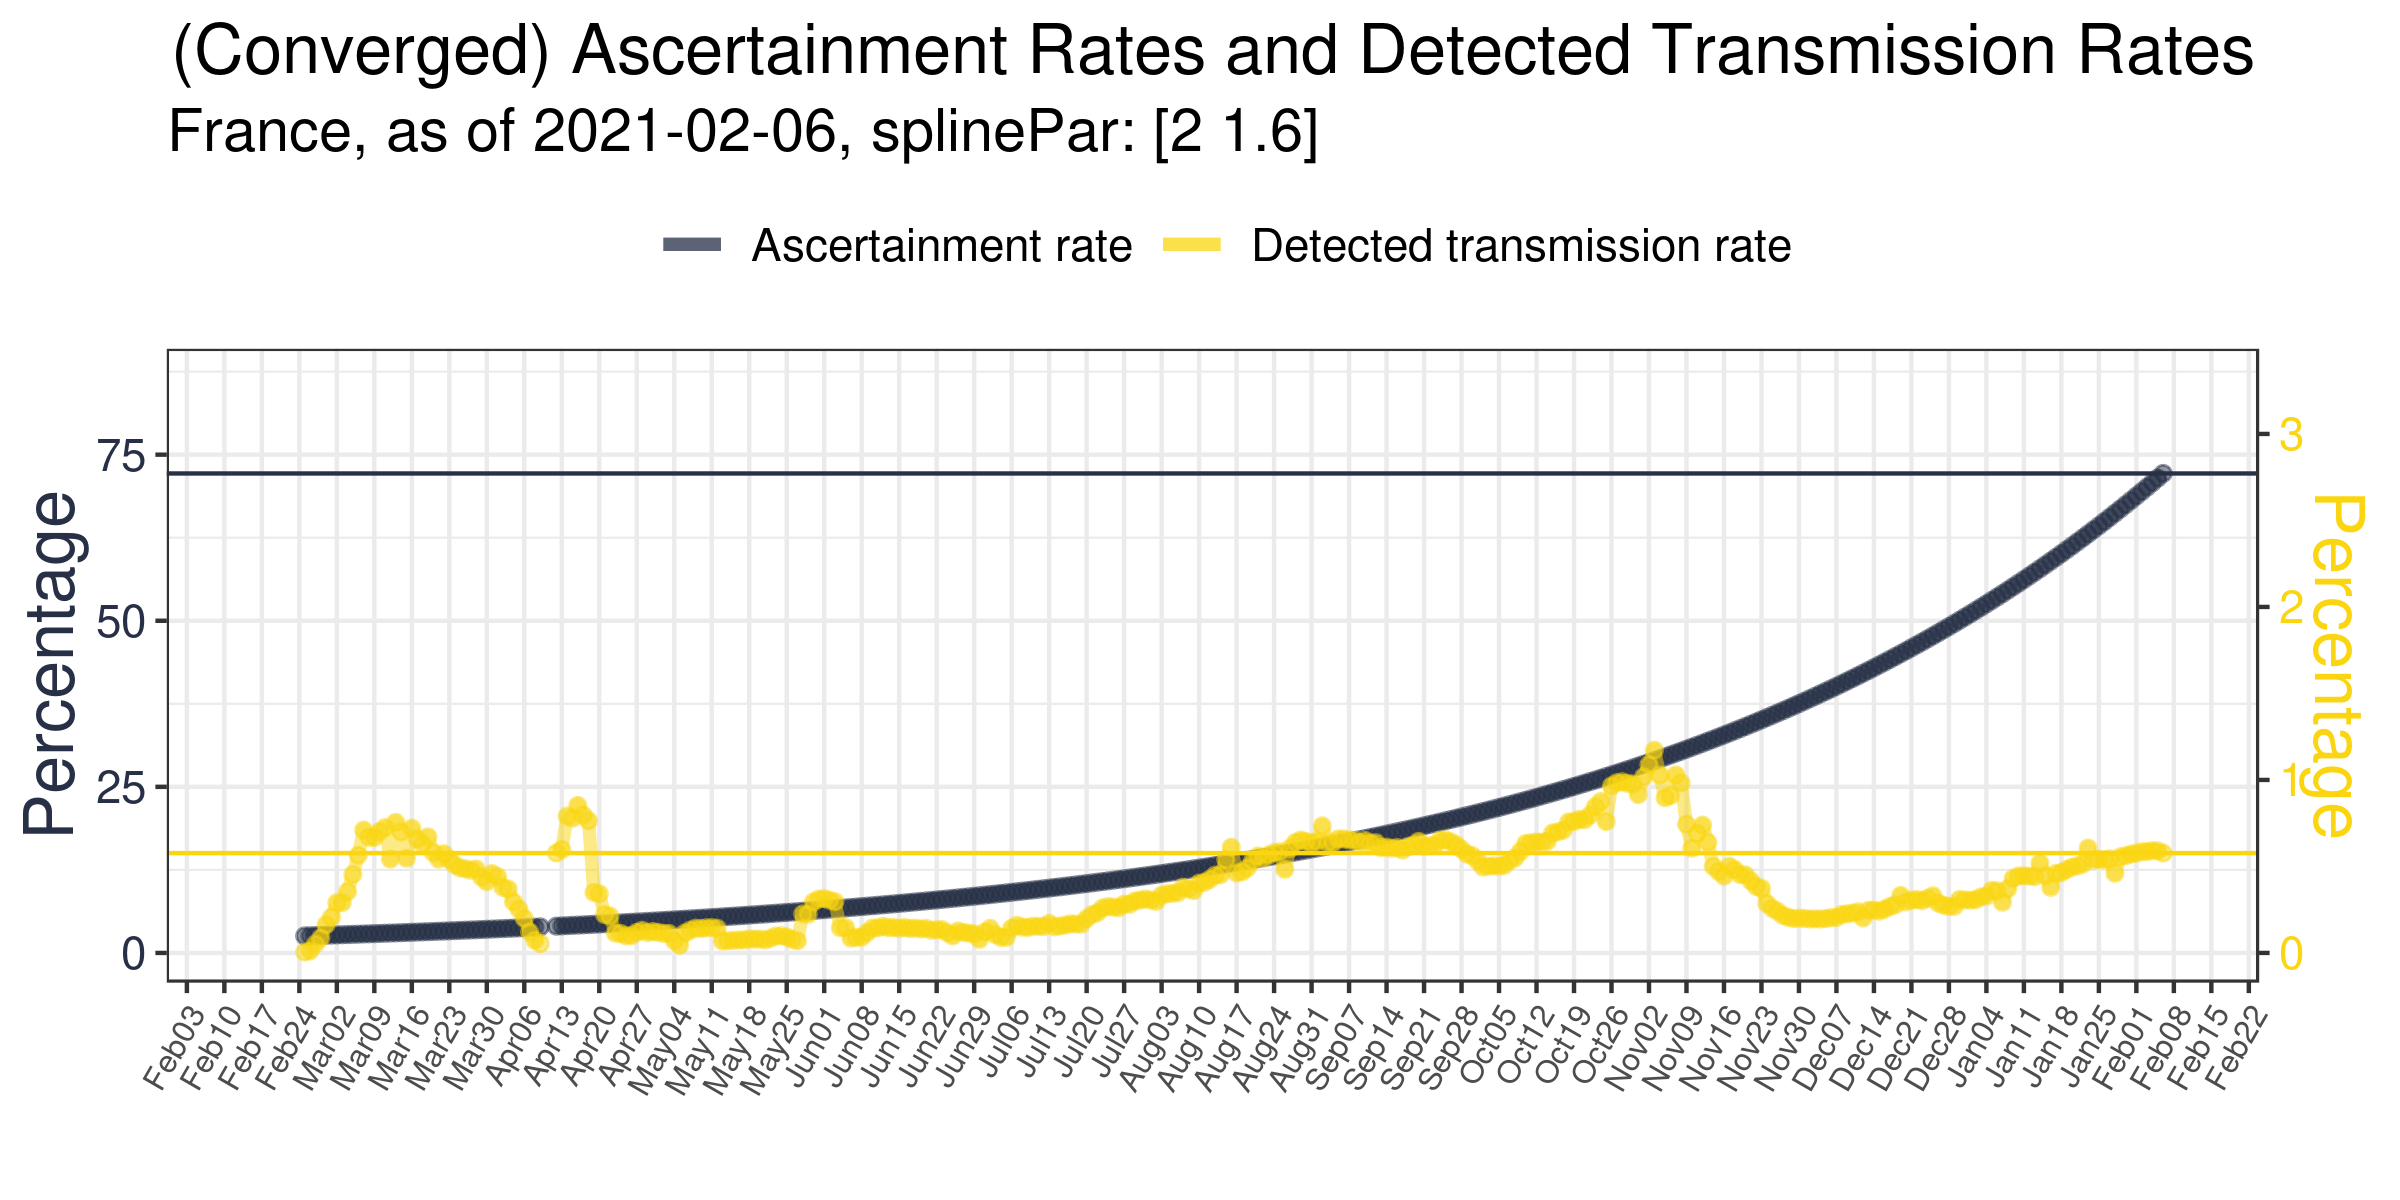 (Converged) Ascertainment Rates and Detected Transmission Rates
France, as of 2021-02-06, splinePar: [2 1.6]
Ascertainment rate Detected transmission rate
Percentage
75
50
25
0
3
2
1
0
Percentage
Feb03 Feb10 Feb17 Feb24 Mar02 Mar09 Mar16 Mar23 Mar30 Apr06 Apr13 Apr20 Apr27 May04 May11 May18 May25 Jun01 Jun08 Jun15 Jun22 Jun29 Jul06 Jul13 Jul20 Jul27 Aug03 Aug10 Aug17 Aug24 Aug31 Sep07 Sep14 Sep21 Sep28 Oct05 Oct12 Oct19 Oct26 Nov02 Nov09 Nov16 Nov23 Nov30 Dec07 Dec14 Dec21 Dec28 Jan04 Jan11 Jan18 Jan25 Feb01 Feb08 Feb15 Feb22